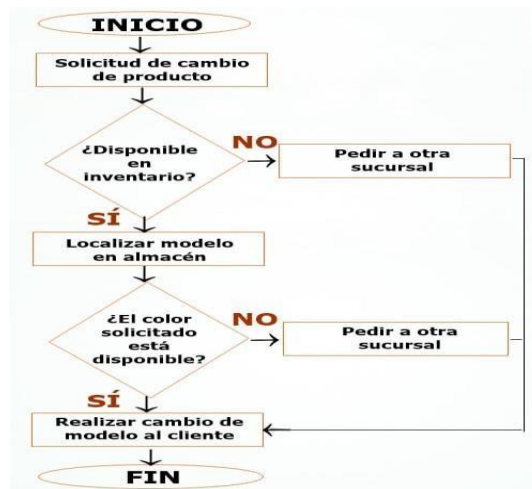 INICIO
Solicitud de cambio
de producto
¿Disponible
en
inventario?
NO
Pedir a otra
sucursal
SÍ
Localizar modelo
en almacén
¿El color
solicitado
está
disponible?
NO
Pedir a otra
sucursal
SÍ
Realizar cambio de
modelo al cliente
FIN